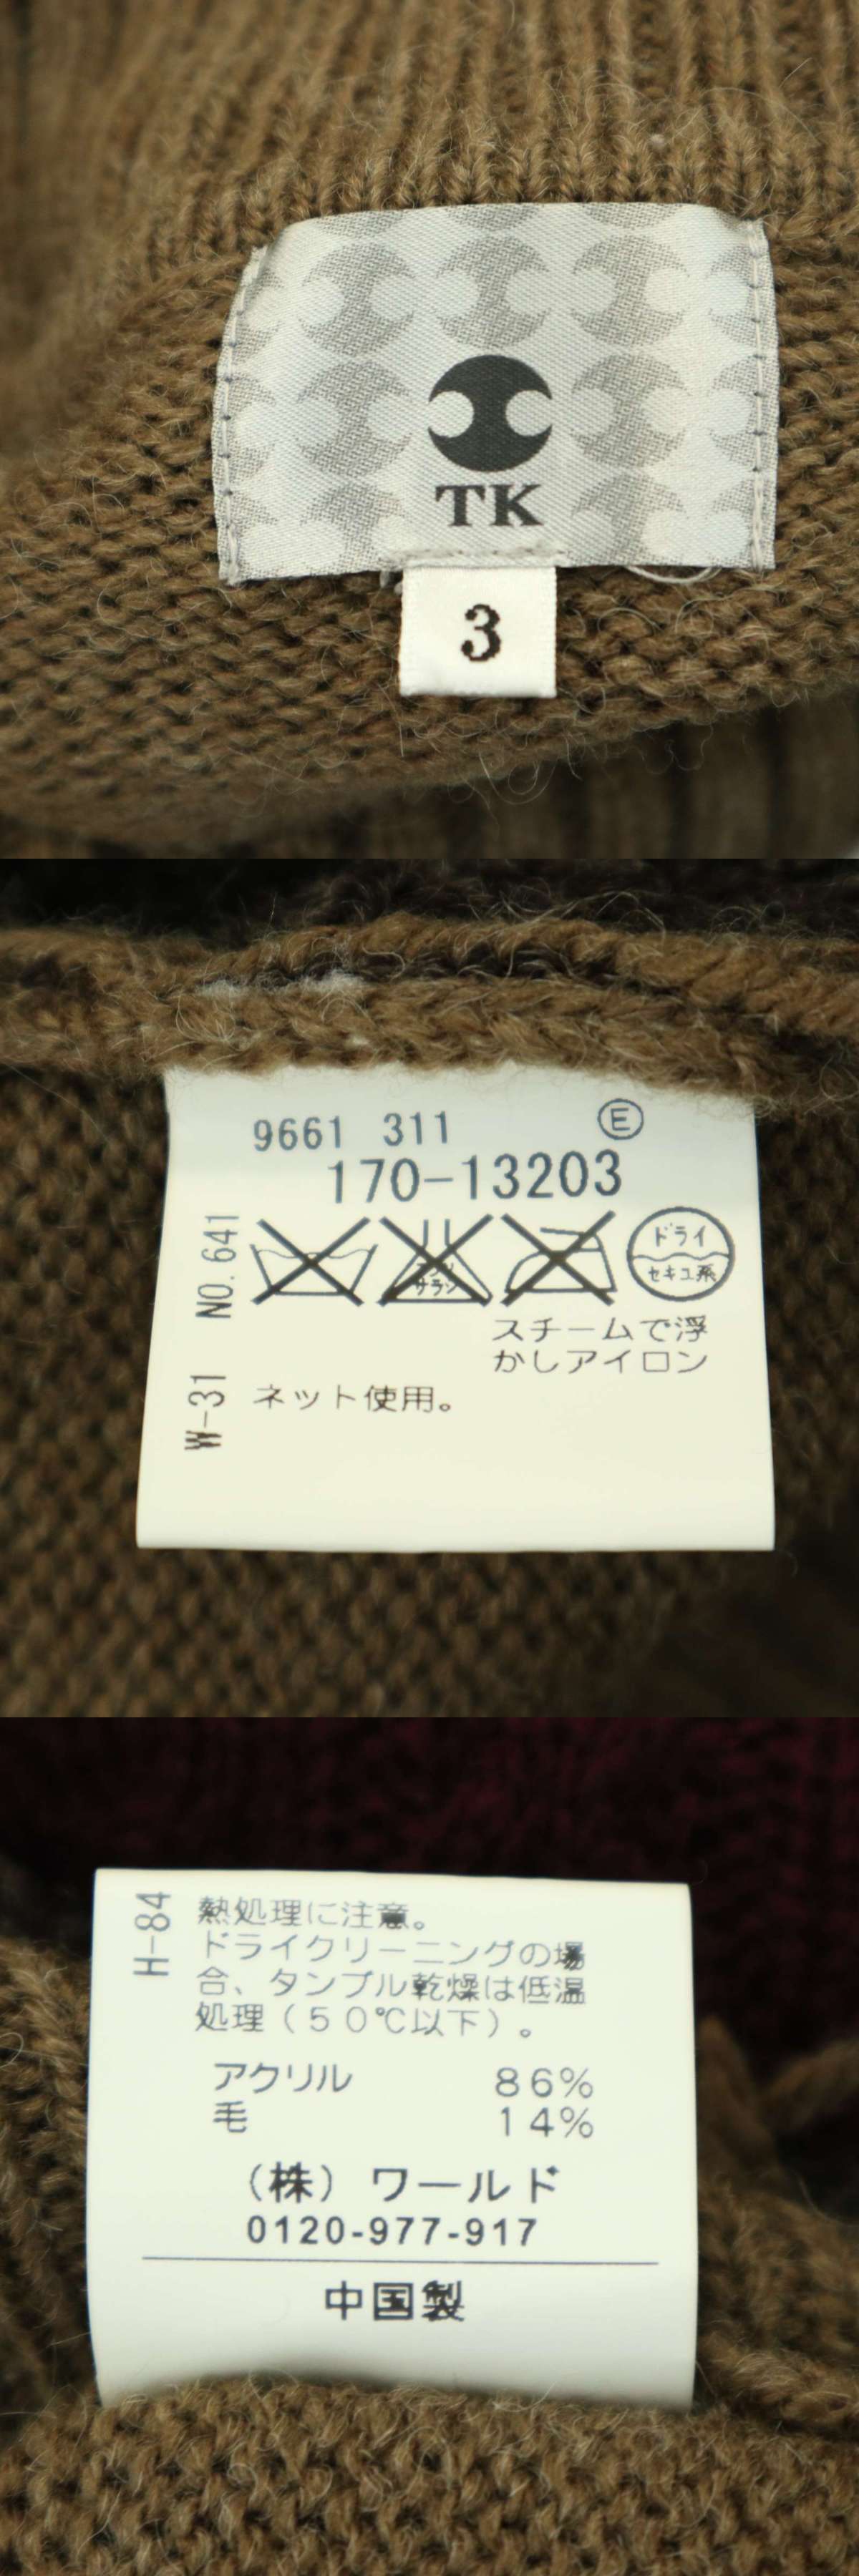 TK
3
9661 311 Ⓔ
170-13203
NO. 641
ドライ
セキユ系
サラシ
スチームで浮
かしアイロン
W-31
ネット使用。
H-84
熱処理に注意。
ドライクリーニングの場
合、タンブル乾燥は低温
処理（５０℃以下）。
アクリル ８６%
毛 １４%
（株）ワールド
0120-977-917
中国製